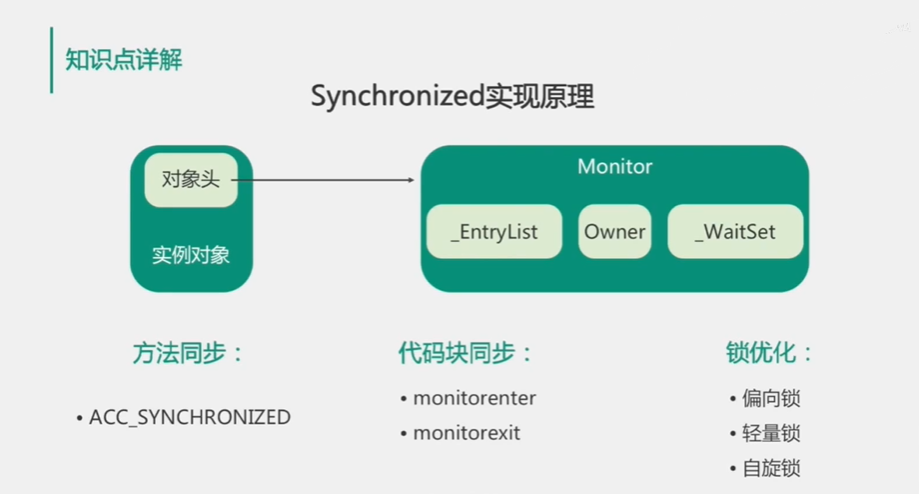 知识点详解
Synchronized实现原理
对象头
实例对象
Monitor
_EntryList
Owner
_WaitSet
方法同步：
• ACC_SYNCHRONIZED
代码块同步：
• monitorenter
• monitorexit
锁优化：
• 偏向锁
• 轻量锁
• 自旋锁